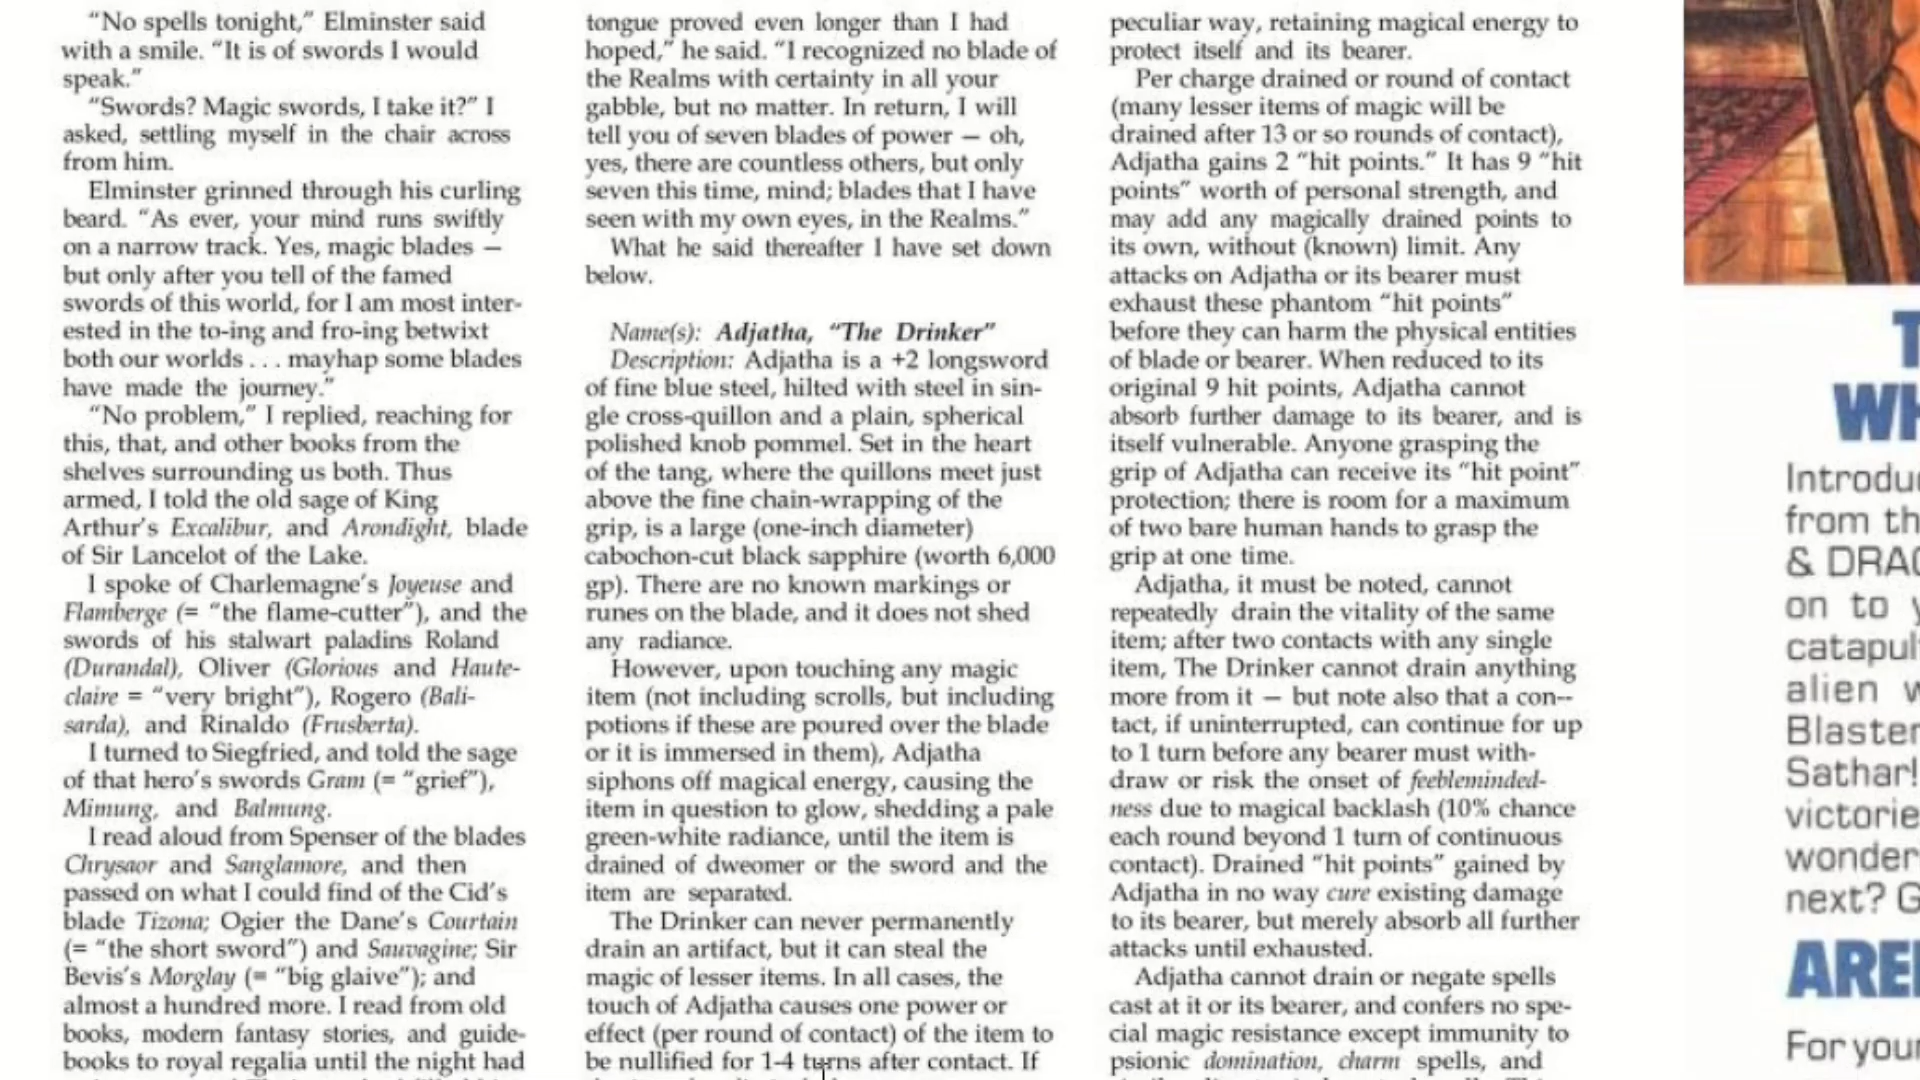 “No spells tonight,” Elminster said
with a smile. “It is of swords I would
speak.”
“Swords? Magic swords, I take it?” I
asked, settling myself in the chair across
from him.
Elminster grinned through his curling
beard. “As ever, your mind runs swiftly
on a narrow track. Yes, magic blades —
but only after you tell of the famed
swords of this world, for I am most inter-
ested in the to-ing and fro-ing betwixt
both our worlds . . . mayhap some blades
have made the journey.”
“No problem,” I replied, reaching for
this, that, and other books from the
shelves surrounding us both. Thus
armed, I told the old sage of King
Arthur’s Excalibur, and Arondight, blade
of Sir Lancelot of the Lake.
I spoke of Charlemagne’s Joyeuse and
Flamberge (= “the flame-cutter”), and the
swords of his stalwart paladins Roland
(Durandal), Oliver (Glorious and Haute-
claire = “very bright”), Rogero (Bali-
sarda), and Rinaldo (Frusberta).
I turned to Siegfried, and told the sage
of that hero’s swords Gram (= “grief”),
Mimung, and Balmung.
I read aloud from Spenser of the blades
Chrysaor and Sanglamore, and then
passed on what I could find of the Cid’s
blade Tizona; Ogier the Dane’s Courtain
(= “the short sword”) and Sauvagine; Sir
Bevis’s Morglay (= “big glaive”); and
almost a hundred more. I read from old
books, modern fantasy stories, and guide-
books to royal regalia until the night had
tongue proved even longer than I had
hoped,” he said. “I recognized no blade of
the Realms with certainty in all your
gabble, but no matter. In return, I will
tell you of seven blades of power — oh,
yes, there are countless others, but only
seven this time, mind; blades that I have
seen with my own eyes, in the Realms.”
What he said thereafter I have set down
below.
Name(s): Adjatha, “The Drinker”
Description: Adjatha is a +2 longsword
of fine blue steel, hilted with steel in sin-
gle cross-quillon and a plain, spherical
polished knob pommel. Set in the heart
of the tang, where the quillons meet just
above the fine chain-wrapping of the
grip, is a large (one-inch diameter)
cabochon-cut black sapphire (worth 6,000
gp). There are no known markings or
runes on the blade, and it does not shed
any radiance.
However, upon touching any magic
item (not including scrolls, but including
potions if these are poured over the blade
or it is immersed in them), Adjatha
siphons off magical energy, causing the
item in question to glow, shedding a pale
green-white radiance, until the item is
drained of dweomer or the sword and the
item are separated.
The Drinker can never permanently
drain an artifact, but it can steal the
magic of lesser items. In all cases, the
touch of Adjatha causes one power or
effect (per round of contact) of the item to
be nullified for 1-4 turns after contact. If
peculiar way, retaining magical energy to
protect itself and its bearer.
Per charge drained or round of contact
(many lesser items of magic will be
drained after 13 or so rounds of contact),
Adjatha gains 2 “hit points.” It has 9 “hit
points” worth of personal strength, and
may add any magically drained points to
its own, without (known) limit. Any
attacks on Adjatha or its bearer must
exhaust these phantom “hit points”
before they can harm the physical entities
of blade or bearer. When reduced to its
original 9 hit points, Adjatha cannot
absorb further damage to its bearer, and is
itself vulnerable. Anyone grasping the
grip of Adjatha can receive its “hit point”
protection; there is room for a maximum
of two bare human hands to grasp the
grip at one time.
Adjatha, it must be noted, cannot
repeatedly drain the vitality of the same
item; after two contacts with any single
item, The Drinker cannot drain anything
more from it — but note also that a con--
tact, if uninterrupted, can continue for up
to 1 turn before any bearer must with-
draw or risk the onset of feebleminded-
ness due to magical backlash (10% chance
each round beyond 1 turn of continuous
contact). Drained “hit points” gained by
Adjatha in no way cure existing damage
to its bearer, but merely absorb all further
attacks until exhausted.
Adjatha cannot drain or negate spells
cast at it or its bearer, and confers no spe-
cial magic resistance except immunity to
psionic domination, charm spells, and
T
WH
Introdu
from th
& DRAG
on to y
catapul
alien w
Blaster
Sathar!
victorie
wonder
next? G
ARE
For your